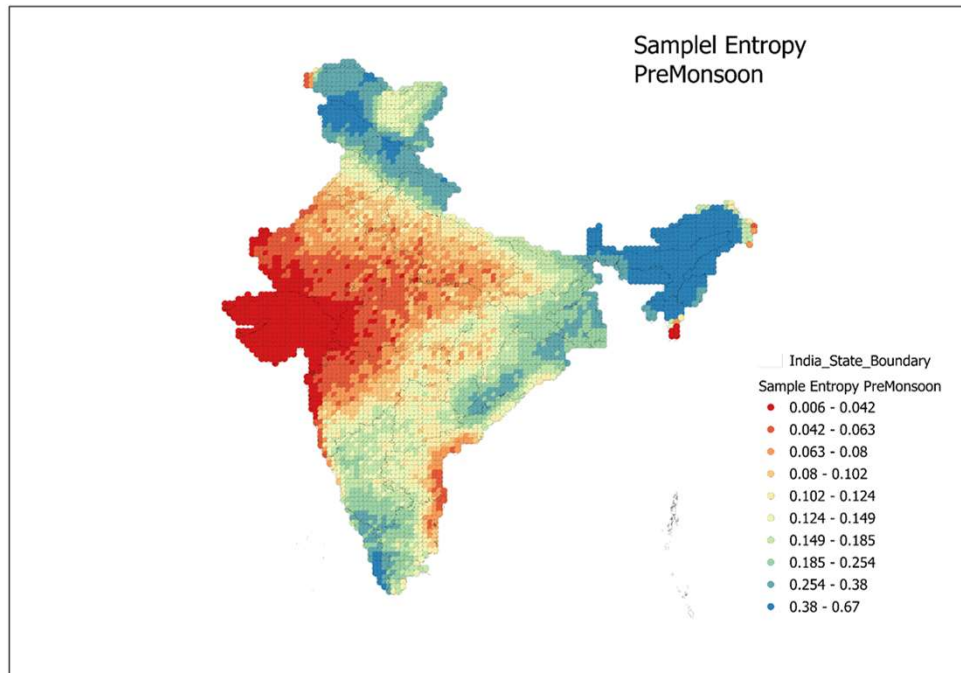 Samplel Entropy
PreMonsoon
India_State_Boundary
Sample Entropy PreMonsoon
0.006 - 0.042
0.042 - 0.063
0.063 - 0.08
0.08 - 0.102
0.102 - 0.124
0.124 - 0.149
0.149 - 0.185
0.185 - 0.254
0.254 - 0.38
0.38 - 0.67